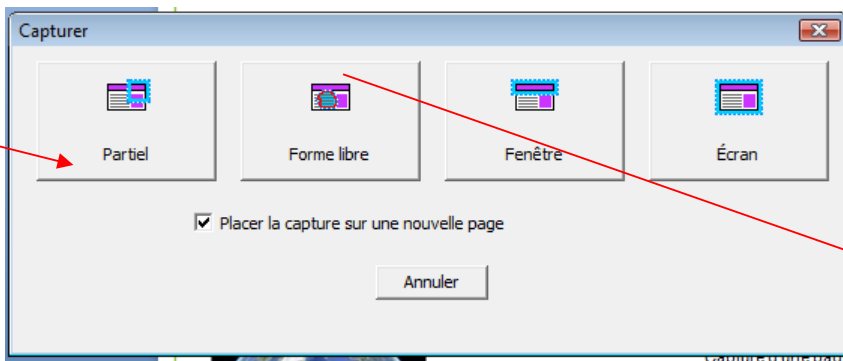 Capturer
Partiel
Forme libre
Fenêtre
Écran
Placer la capture sur une nouvelle page
Annuler